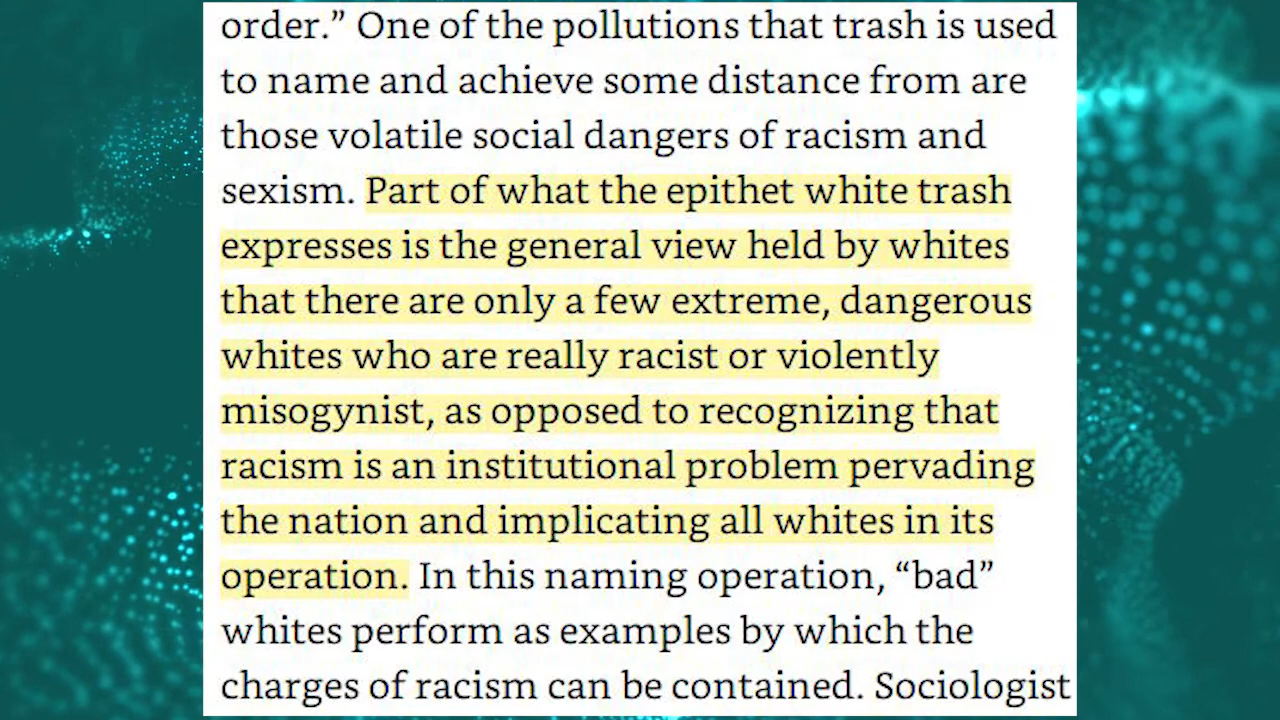 order.” One of the pollutions that trash is used
to name and achieve some distance from are
those volatile social dangers of racism and
sexism. Part of what the epithet white trash
expresses is the general view held by whites
that there are only a few extreme, dangerous
whites who are really racist or violently
misogynist, as opposed to recognizing that
racism is an institutional problem pervading
the nation and implicating all whites in its
operation. In this naming operation, “bad”
whites perform as examples by which the
charges of racism can be contained. Sociologist